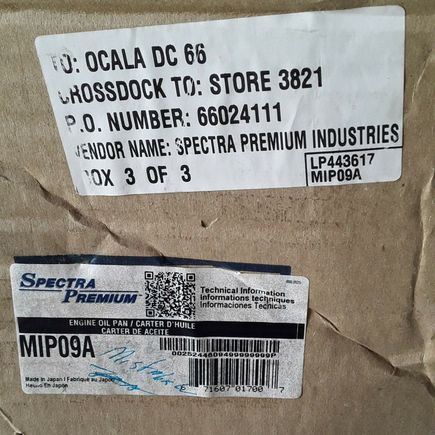 TO: OCALA DC 66
CROSSDOCK TO: STORE 3821
P.O. NUMBER: 66024111
VENDOR NAME: SPECTRA PREMIUM INDUSTRIES
BOX 3 OF 3
LP443617
MIP09A
SPECTRA PREMIUM
Technical Information
Informations techniques
Informaciones Tecnicas
ENGINE OIL PAN / CARTER D'HUILE
CARTER DE ACEITE
MIP09A
Made in Japan / Fabriqué au Japon
Hecho En Japón
6 71607 01700 7